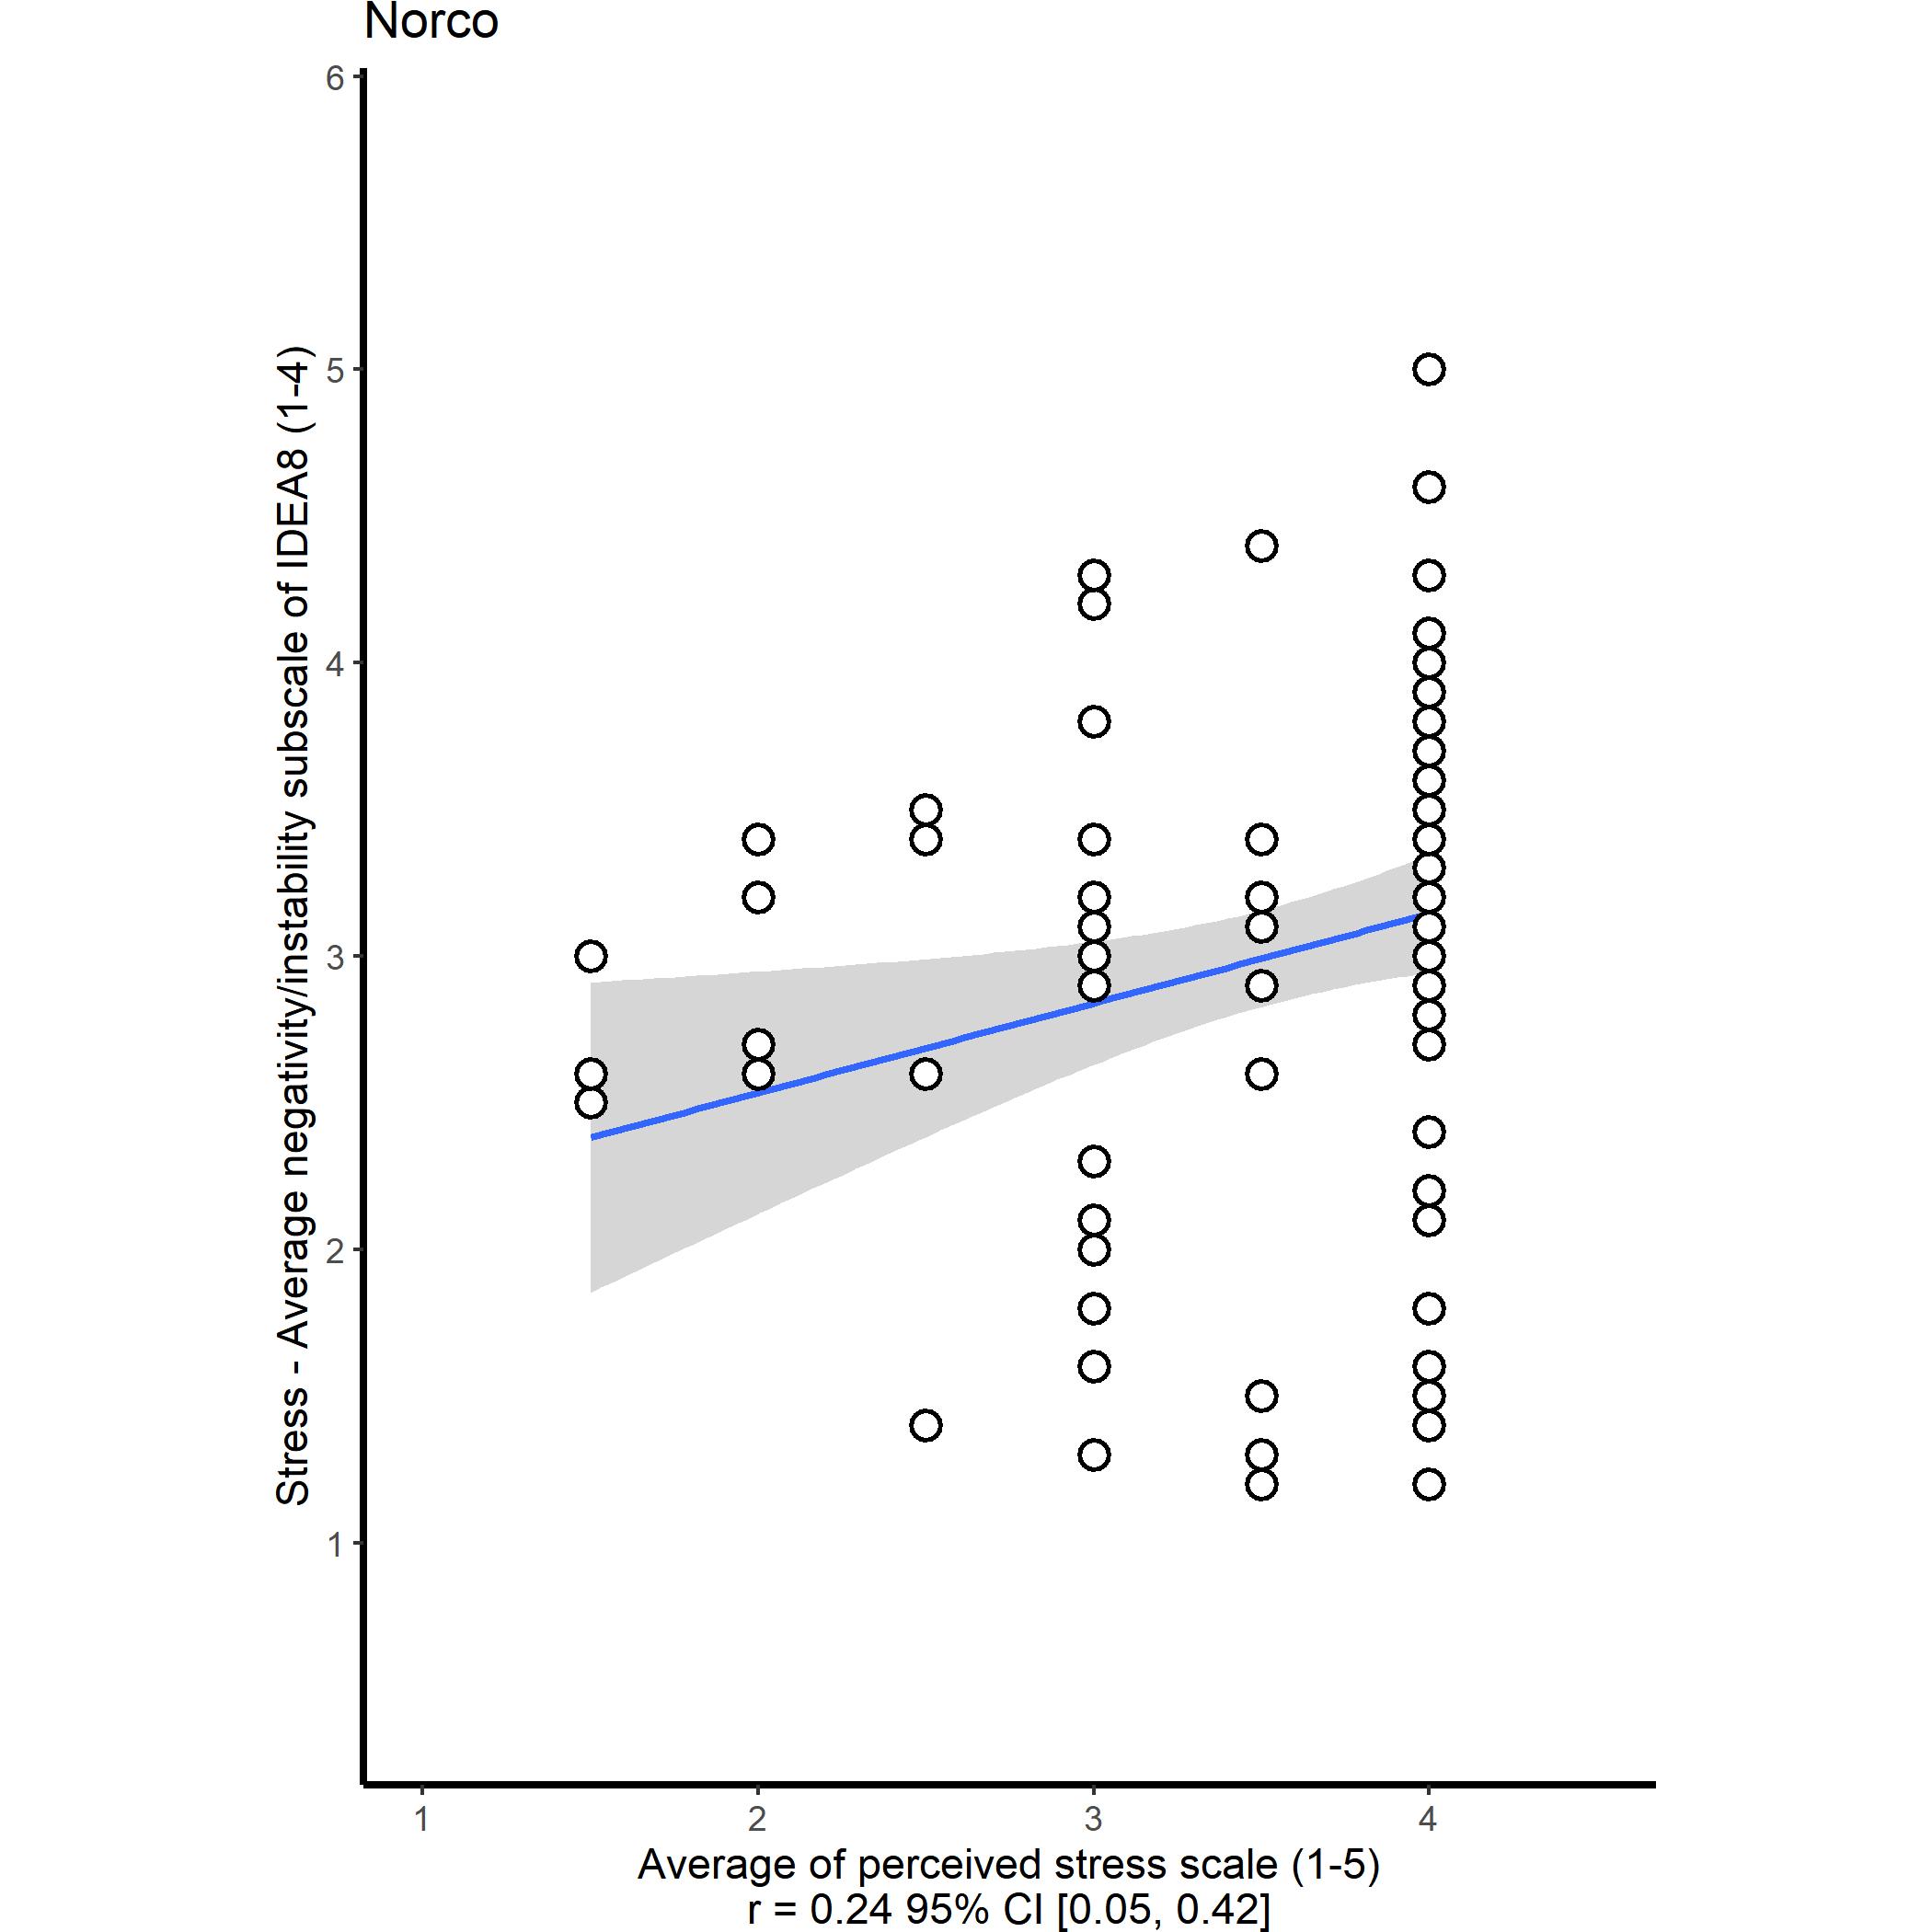 Norco
6
5
4
3
2
1
Stress - Average negativity/instability subscale of IDEA8 (1-4)
1 2 3 4
Average of perceived stress scale (1-5)
r = 0.24 95% CI [0.05, 0.42]